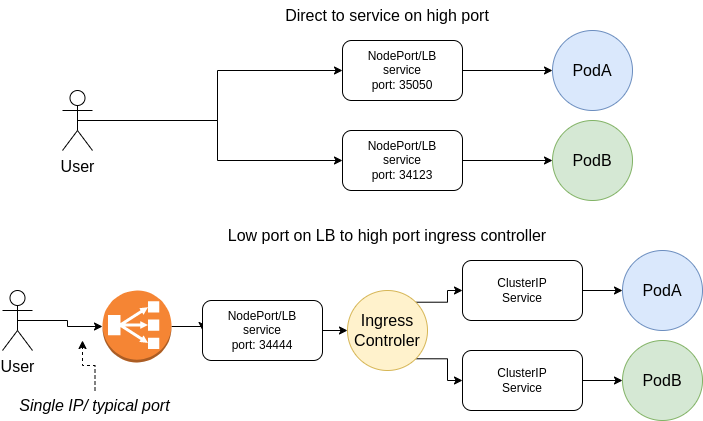 Direct to service on high port
NodePort/LB
service
port: 35050
PodA
User
NodePort/LB
service
port: 34123
PodB
Low port on LB to high port ingress controller
User
Single IP/ typical port
NodePort/LB
service
port: 34444
Ingress
Controler
ClusterIP
Service
PodA
ClusterIP
Service
PodB